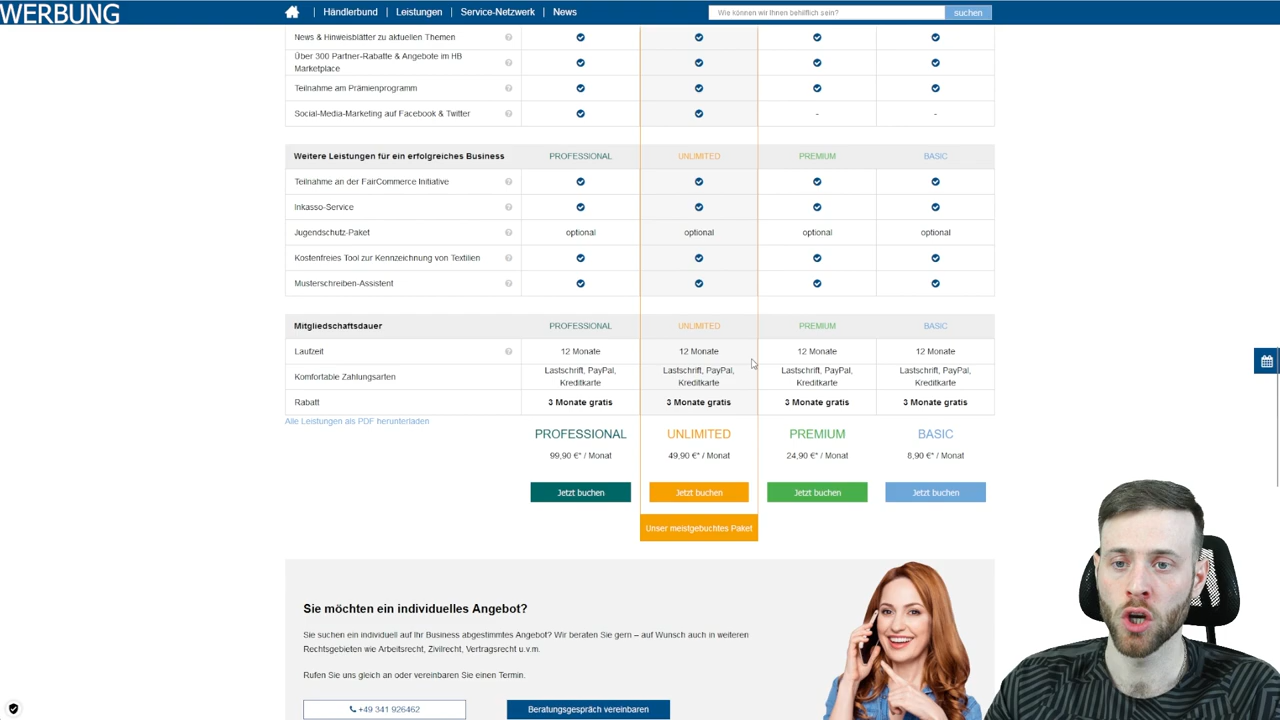 WERBUNG
Händlerbund
Leistungen
Service-Netzwerk
News
Wie können wir Ihnen behilflich sein?
suchen
News & Hinweisblätter zu aktuellen Themen
Über 300 Partner-Rabatte & Angebote im HB
Marketplace
Teilnahme am Prämienprogramm
Social-Media-Marketing auf Facebook & Twitter - -
Weitere Leistungen für ein erfolgreiches Business PROFESSIONAL UNLIMITED PREMIUM BASIC
Teilnahme an der FairCommerce Initiative
Inkasso-Service
Jugendschutz-Paket optional optional optional optional
Kostenfreies Tool zur Kennzeichnung von Textilien
Musterschreiben-Assistent
Mitgliedschaftsdauer PROFESSIONAL UNLIMITED PREMIUM BASIC
Laufzeit 12 Monate 12 Monate 12 Monate 12 Monate
Komfortable Zahlungsarten Lastschrift, PayPal, Lastschrift, PayPal, Lastschrift, PayPal, Lastschrift, PayPal,
Kreditkarte Kreditkarte Kreditkarte Kreditkarte
Rabatt 3 Monate gratis 3 Monate gratis 3 Monate gratis 3 Monate gratis
Alle Leistungen als PDF herunterladen
PROFESSIONAL UNLIMITED PREMIUM BASIC
99,90 €* / Monat 49,90 €* / Monat 24,90 €* / Monat 8,90 €* / Monat
Jetzt buchen Jetzt buchen Jetzt buchen Jetzt buchen
Unser meistgebuchtes Paket
Sie möchten ein individuelles Angebot?
Sie suchen ein individuell auf Ihr Business abgestimmtes Angebot? Wir beraten Sie gern – auf Wunsch auch in weiteren
Rechtsgebieten wie Arbeitsrecht, Zivilrecht, Vertragsrecht u.v.m.
Rufen Sie uns gleich an oder vereinbaren Sie einen Termin.
+49 341 926462
Beratungsgespräch vereinbaren